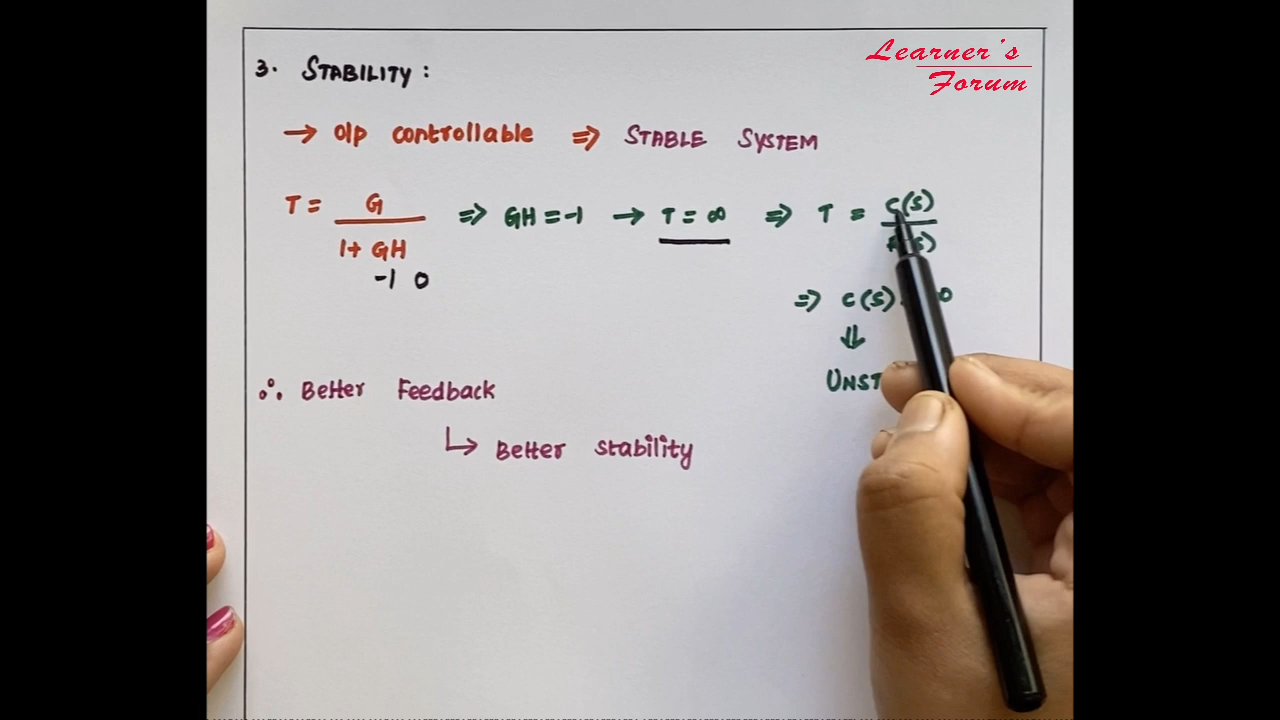 Learner's
Forum
3. STABILITY :
→ O/p controllable ⇒ STABLE SYSTEM
T = G / 1 + GH ⇒ GH = -1 → T = ∞ ⇒ T = C(S) /
-1 0
⇒ C(S)
⇓
∴ Better Feedback
↳ Better Stability